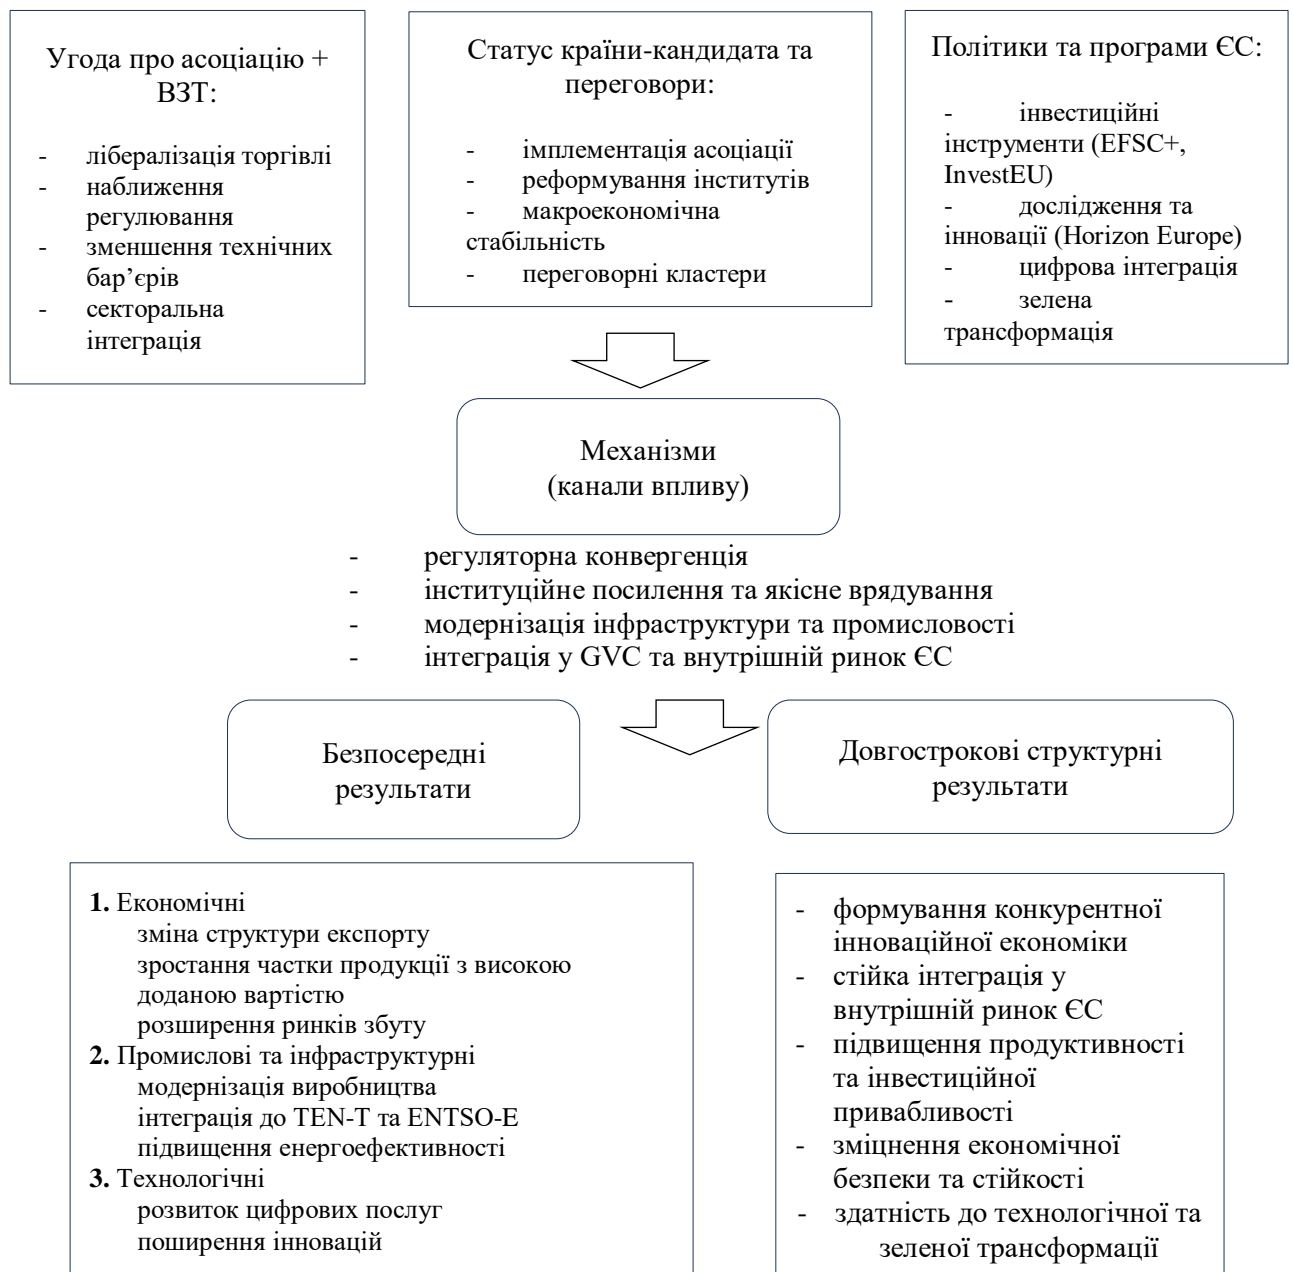 Угода про асоціацію +
ВЗТ:
- лібералізація торгівлі
- наближення
регулювання
- зменшення технічних
бар’єрів
- секторальна
інтеграція
Статус країни-кандидата та
переговори:
- імплементація асоціації
- реформування інститутів
- макроекономічна
стабільність
- переговорні кластери
Політики та програми ЄС:
- інвестиційні
інструменти (EFSC+,
InvestEU)
- дослідження та
інновації (Horizon Europe)
- цифрова інтеграція
- зелена
трансформація
Механізми
(канали впливу)
- регуляторна конвергенція
- інституційне посилення та якісне врядування
- модернізація інфраструктури та промисловості
- інтеграція у GVC та внутрішній ринок ЄС
Безпосередні
результати
Довгострокові структурні
результати
1. Економічні
зміна структури експорту
зростання частки продукції з високою
доданою вартістю
розширення ринків збуту
2. Промислові та інфраструктурні
модернізація виробництва
інтеграція до TEN-T та ENTSO-E
підвищення енергоефективності
3. Технологічні
розвиток цифрових послуг
поширення інновацій
- формування конкурентної
інноваційної економіки
- стійка інтеграція у
внутрішній ринок ЄС
- підвищення продуктивності
та інвестиційної
привабливості
- зміцнення економічної
безпеки та стійкості
- здатність до технологічної та
зеленої трансформації